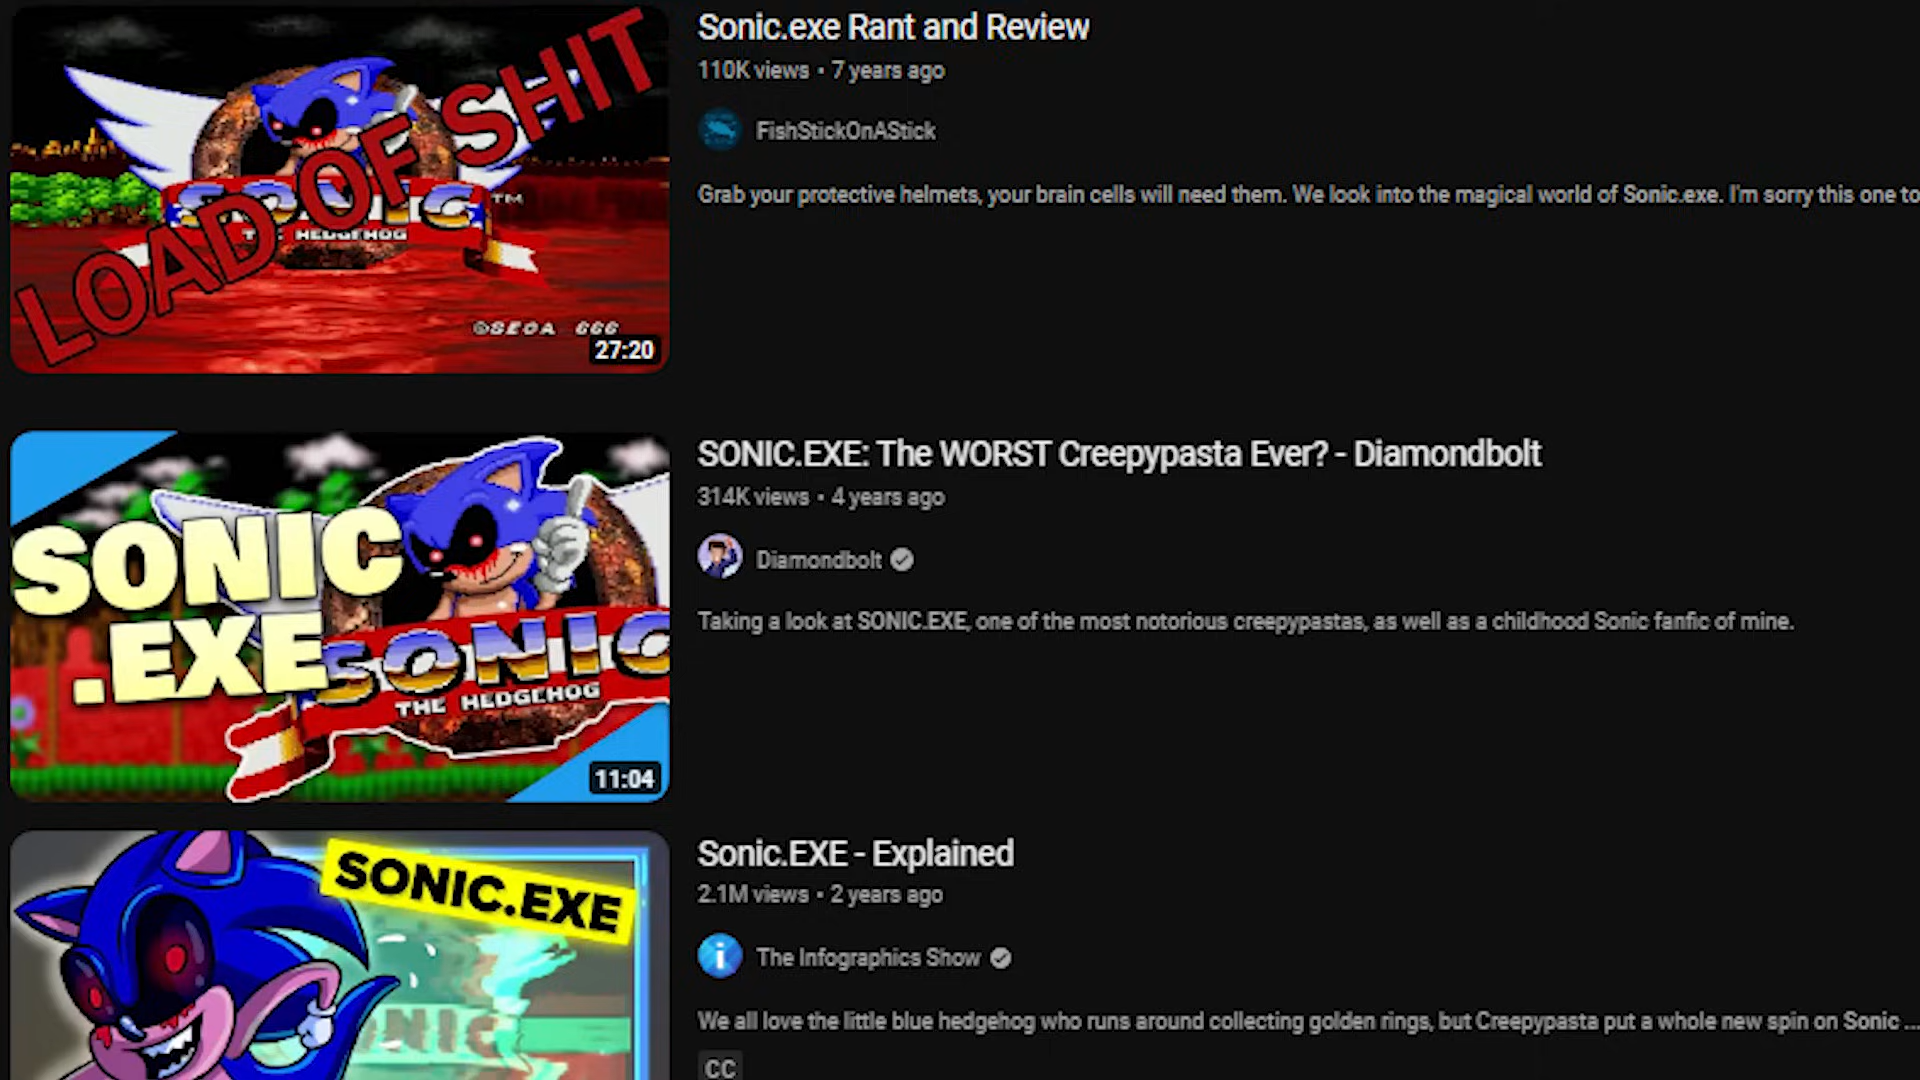 LOAD OF SHIT
SONIC
TM
THE HEDGEHOG
©SEGA 666
27:20
Sonic.exe Rant and Review
110K views • 7 years ago
FishStickOnAStick
Grab your protective helmets, your brain cells will need them. We look into the magical world of Sonic.exe. I'm sorry this one to
SONIC
.EXE
SONIC
THE HEDGEHOG
11:04
SONIC.EXE: The WORST Creepypasta Ever? - Diamondbolt
314K views • 4 years ago
Diamondbolt
Taking a look at SONIC.EXE, one of the most notorious creepypastas, as well as a childhood Sonic fanfic of mine.
SONIC.EXE
NIC
Sonic.EXE - Explained
2.1M views • 2 years ago
The Infographics Show
We all love the little blue hedgehog who runs around collecting golden rings, but Creepypasta put a whole new spin on Sonic ...
CC